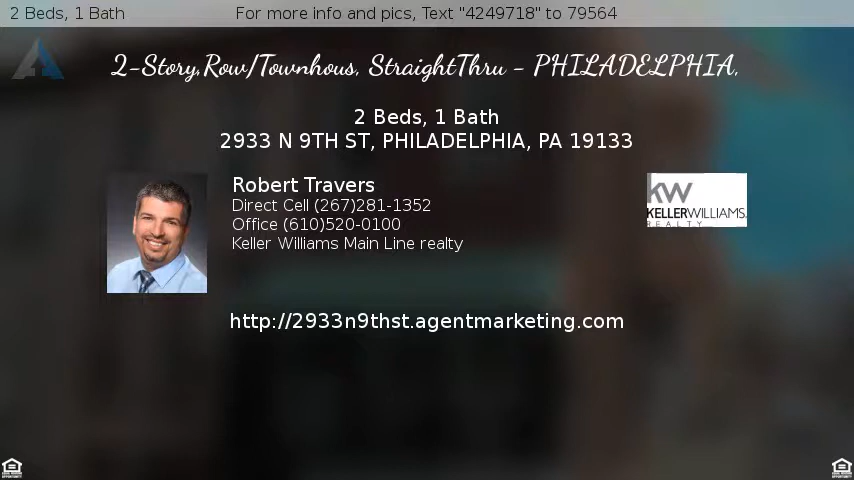 2 Beds, 1 Bath
For more info and pics, Text "4249718" to 79564
2-Story,Row/Townhous, StraightThru - PHILADELPHIA,
2 Beds, 1 Bath
2933 N 9TH ST, PHILADELPHIA, PA 19133
Robert Travers
Direct Cell (267)281-1352
Office (610)520-0100
Keller Williams Main Line realty
kw
KELLERWILLIAMS.
REALTY
http://2933n9thst.agentmarketing.com